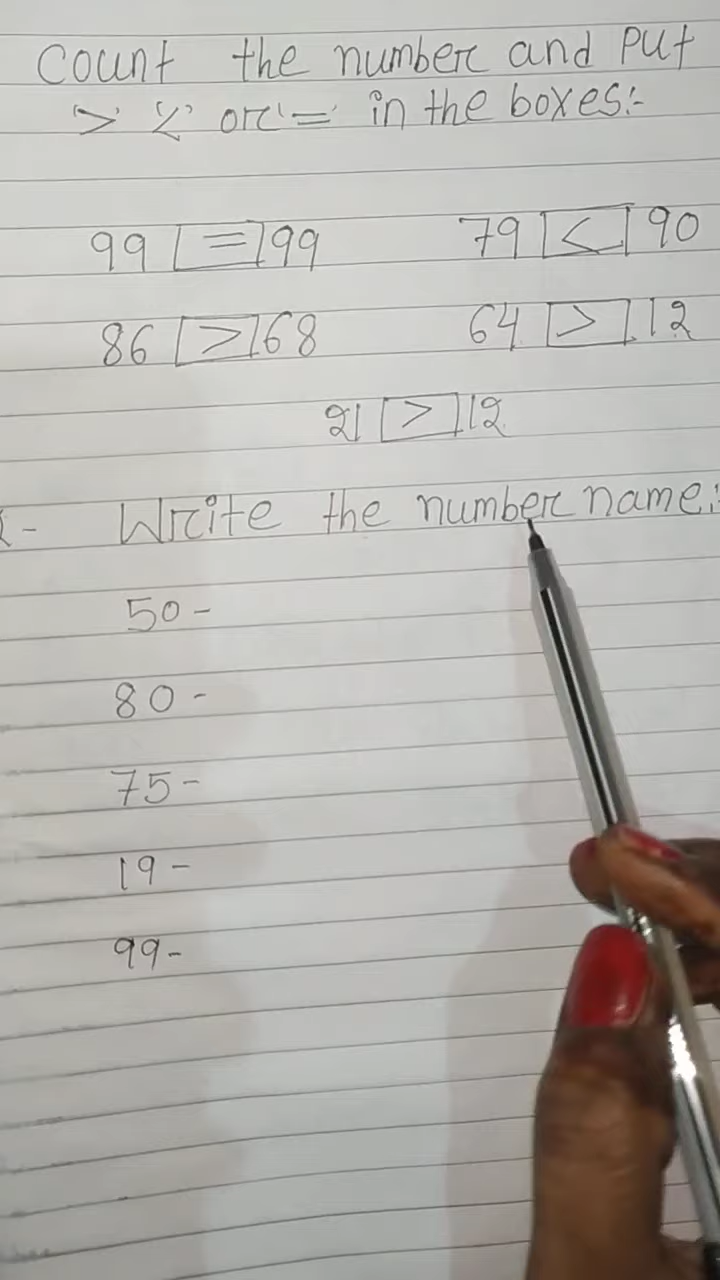 Count the number and Put
'>' '<' or '=' in the boxes:-
99 = 99 79 < 90
86 > 68 64 > 12
21 > 12
Write the number name:
50-
80-
75-
19-
99-